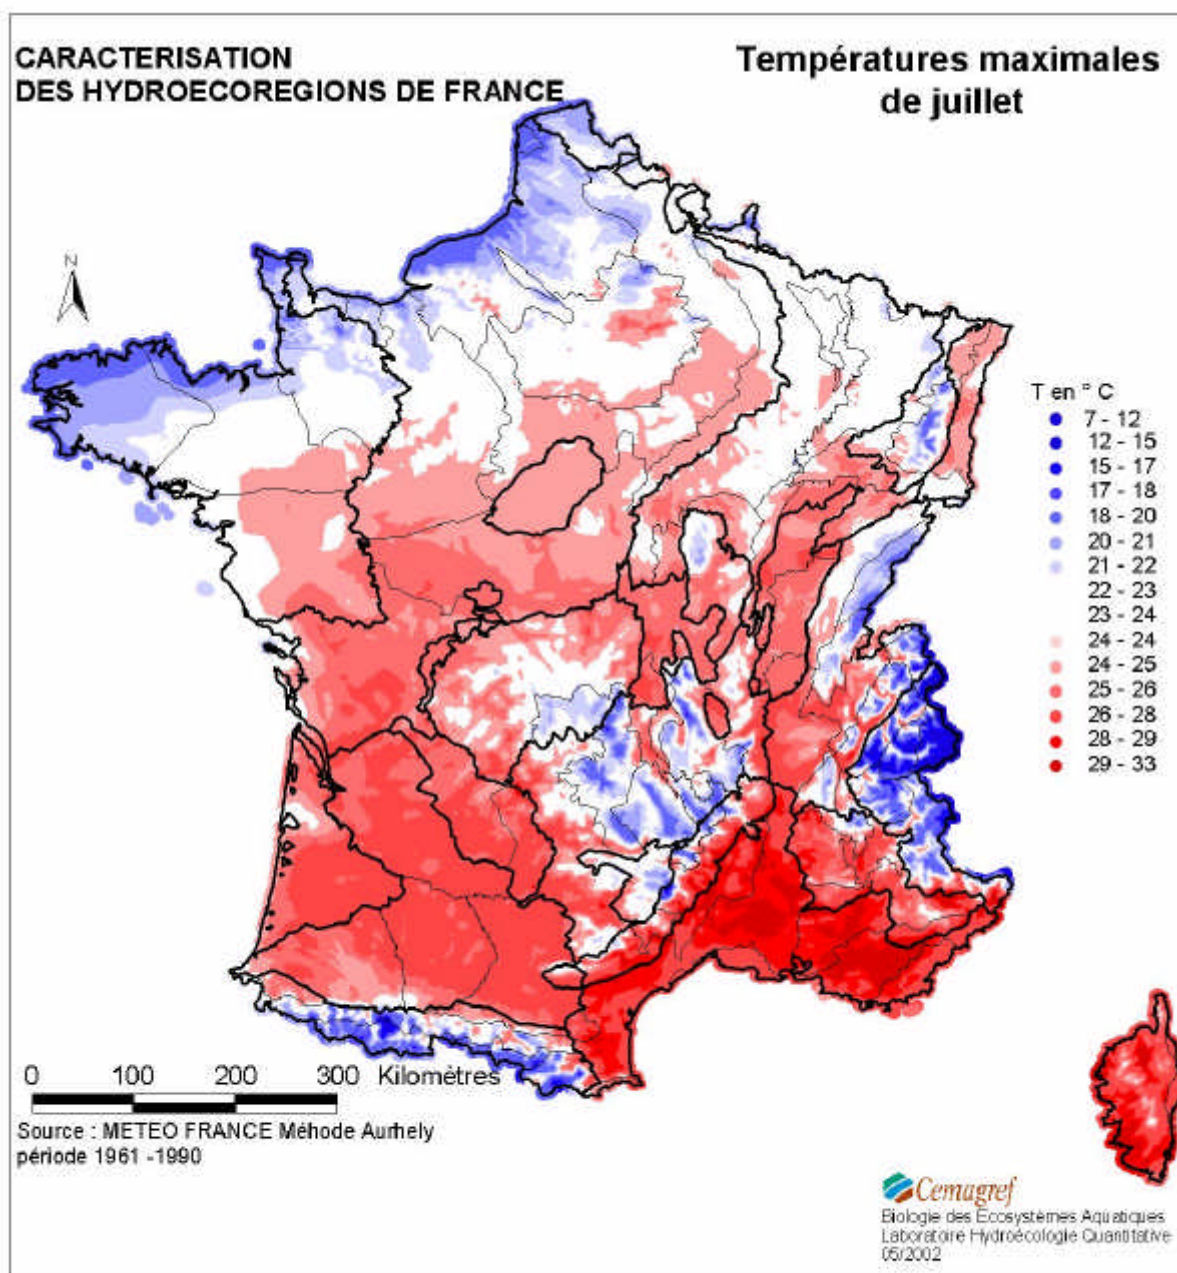 CARACTERISATION
DES HYDROECOREGIONS DE FRANCE
Températures maximales
de juillet
N
T en ° C
7 - 12
12 - 15
15 - 17
17 - 18
18 - 20
20 - 21
21 - 22
22 - 23
23 - 24
24 - 24
24 - 25
25 - 26
26 - 28
28 - 29
29 - 33
0 100 200 300 Kilomètres
Source : METEO FRANCE Méhode Aurhely
période 1961 -1990
Cemagref
Biologie des Ecosystèmes Aquatiques
Laboratoire Hydroécologie Quantitative
05/2002